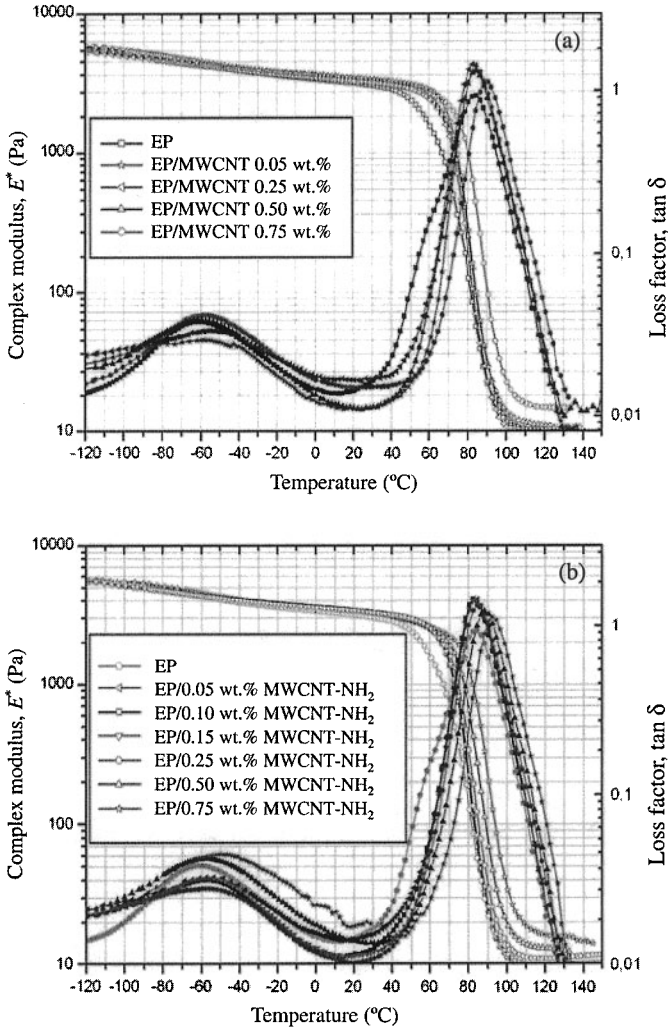 (a)
10000
1000
100
10
Complex modulus, E* (Pa)
EP
EP/MWCNT 0.05 wt.%
EP/MWCNT 0.25 wt.%
EP/MWCNT 0.50 wt.%
EP/MWCNT 0.75 wt.%
1
0,1
0,01
Loss factor, tan δ
-120 -100 -80 -60 -40 -20 0 20 40 60 80 100 120 140
Temperature (ºC)
(b)
10000
1000
100
10
Complex modulus, E* (Pa)
EP
EP/0.05 wt.% MWCNT-NH₂
EP/0.10 wt.% MWCNT-NH₂
EP/0.15 wt.% MWCNT-NH₂
EP/0.25 wt.% MWCNT-NH₂
EP/0.50 wt.% MWCNT-NH₂
EP/0.75 wt.% MWCNT-NH₂
1
0,1
0,01
Loss factor, tan δ
-120 -100 -80 -60 -40 -20 0 20 40 60 80 100 120 140
Temperature (ºC)